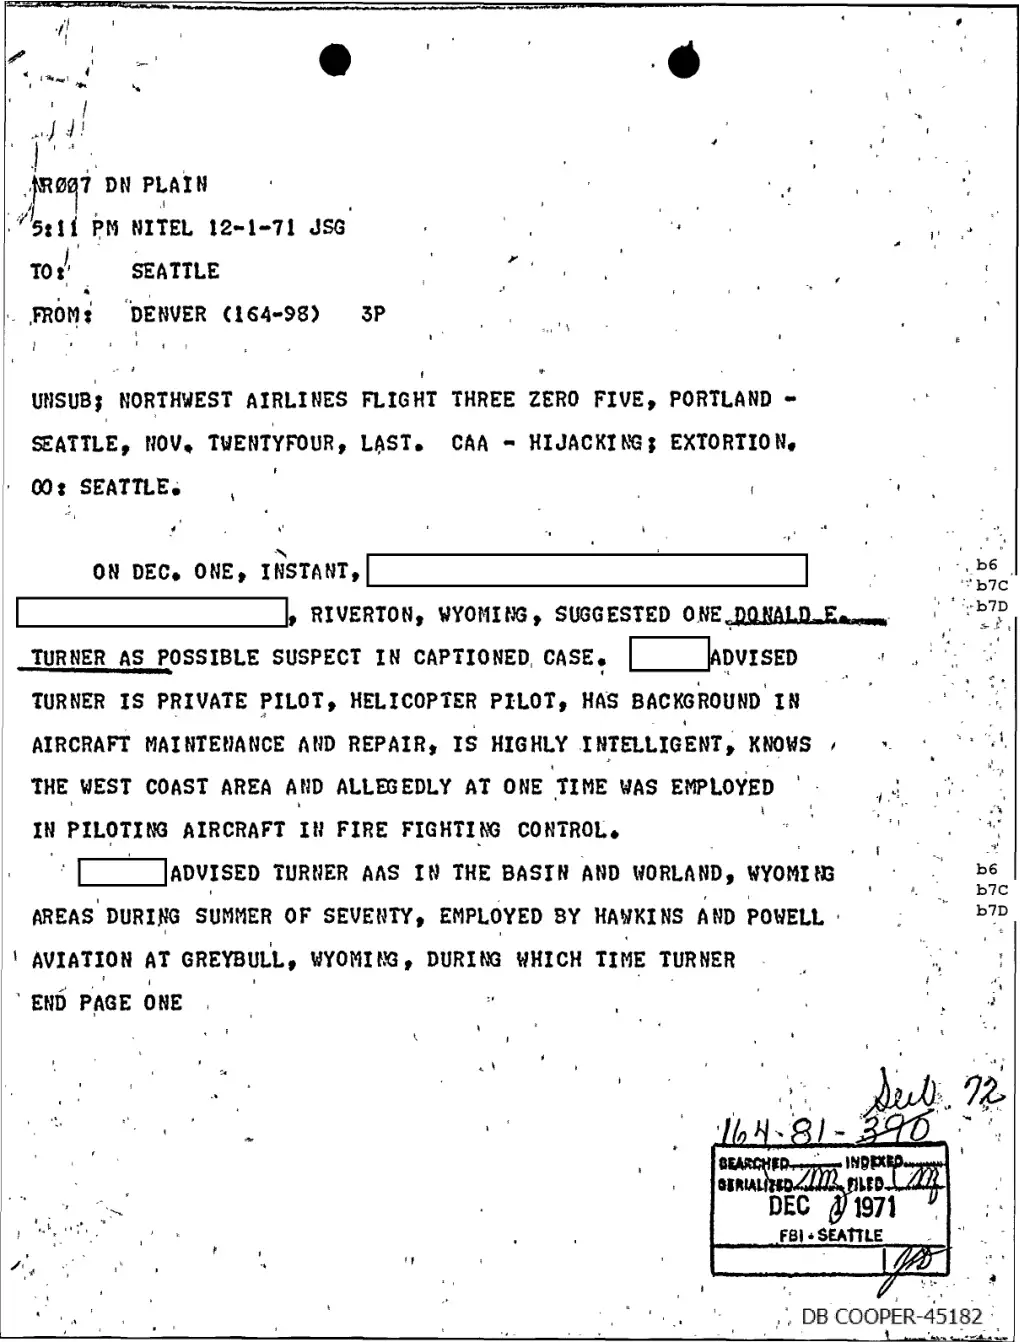 NR007 DN PLAIN
5:11 PM NITEL 12-1-71 JSG
TO: SEATTLE
FROM: DENVER (164-98) 3P
UNSUB; NORTHWEST AIRLINES FLIGHT THREE ZERO FIVE, PORTLAND -
SEATTLE, NOV. TWENTYFOUR, LAST. CAA - HIJACKING; EXTORTION.
OO: SEATTLE.
ON DEC. ONE, INSTANT,
b6
b7C
, RIVERTON, WYOMING, SUGGESTED ONE DONALD E.
b7D
TURNER AS POSSIBLE SUSPECT IN CAPTIONED CASE. ADVISED
TURNER IS PRIVATE PILOT, HELICOPTER PILOT, HAS BACKGROUND IN
AIRCRAFT MAINTENANCE AND REPAIR, IS HIGHLY INTELLIGENT, KNOWS
THE WEST COAST AREA AND ALLEGEDLY AT ONE TIME WAS EMPLOYED
IN PILOTING AIRCRAFT IN FIRE FIGHTING CONTROL.
ADVISED TURNER AAS IN THE BASIN AND WORLAND, WYOMING
b6
b7C
b7D
AREAS DURING SUMMER OF SEVENTY, EMPLOYED BY HAWKINS AND POWELL
AVIATION AT GREYBULL, WYOMING, DURING WHICH TIME TURNER
END PAGE ONE
Sub 72
164-81-390
SEARCHED INDEXED
SERIALIZED FILED
DEC 1 1971
FBI - SEATTLE
DB COOPER-45182